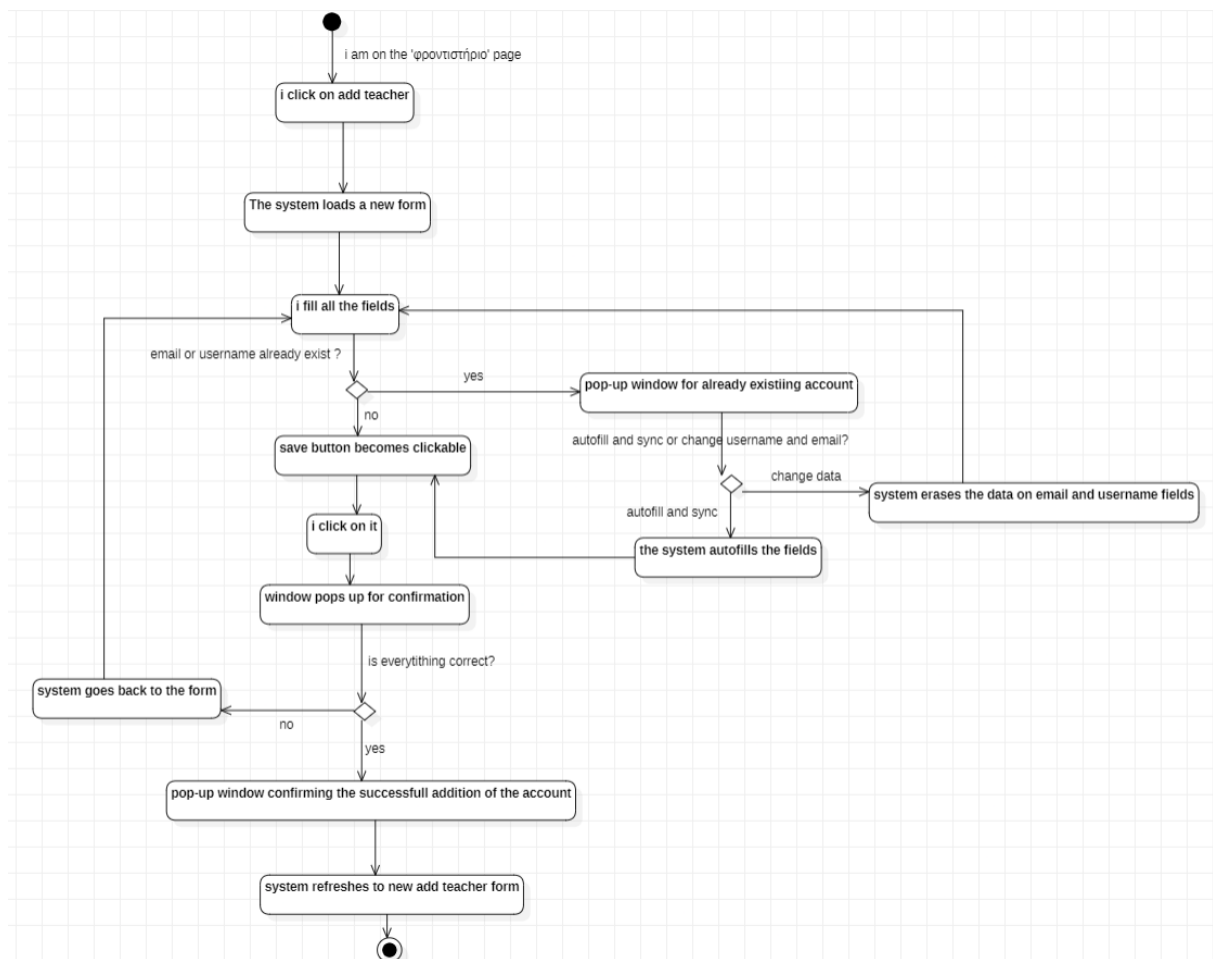 i am on the 'φροντιστήριο' page
i click on add teacher
The system loads a new form
i fill all the fields
email or username already exist ?
yes
pop-up window for already existiing account
no
save button becomes clickable
autofill and sync or change username and email?
change data
system erases the data on email and username fields
autofill and sync
i click on it
the system autofills the fields
window pops up for confirmation
is everytithing correct?
system goes back to the form
no
yes
pop-up window confirming the successfull addition of the account
system refreshes to new add teacher form